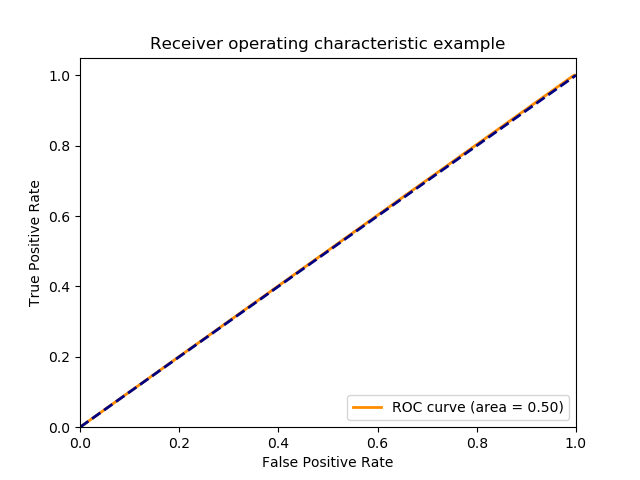 Receiver operating characteristic example
True Positive Rate
1.0
0.8
0.6
0.4
0.2
0.0
ROC curve (area = 0.50)
0.0 0.2 0.4 0.6 0.8 1.0
False Positive Rate